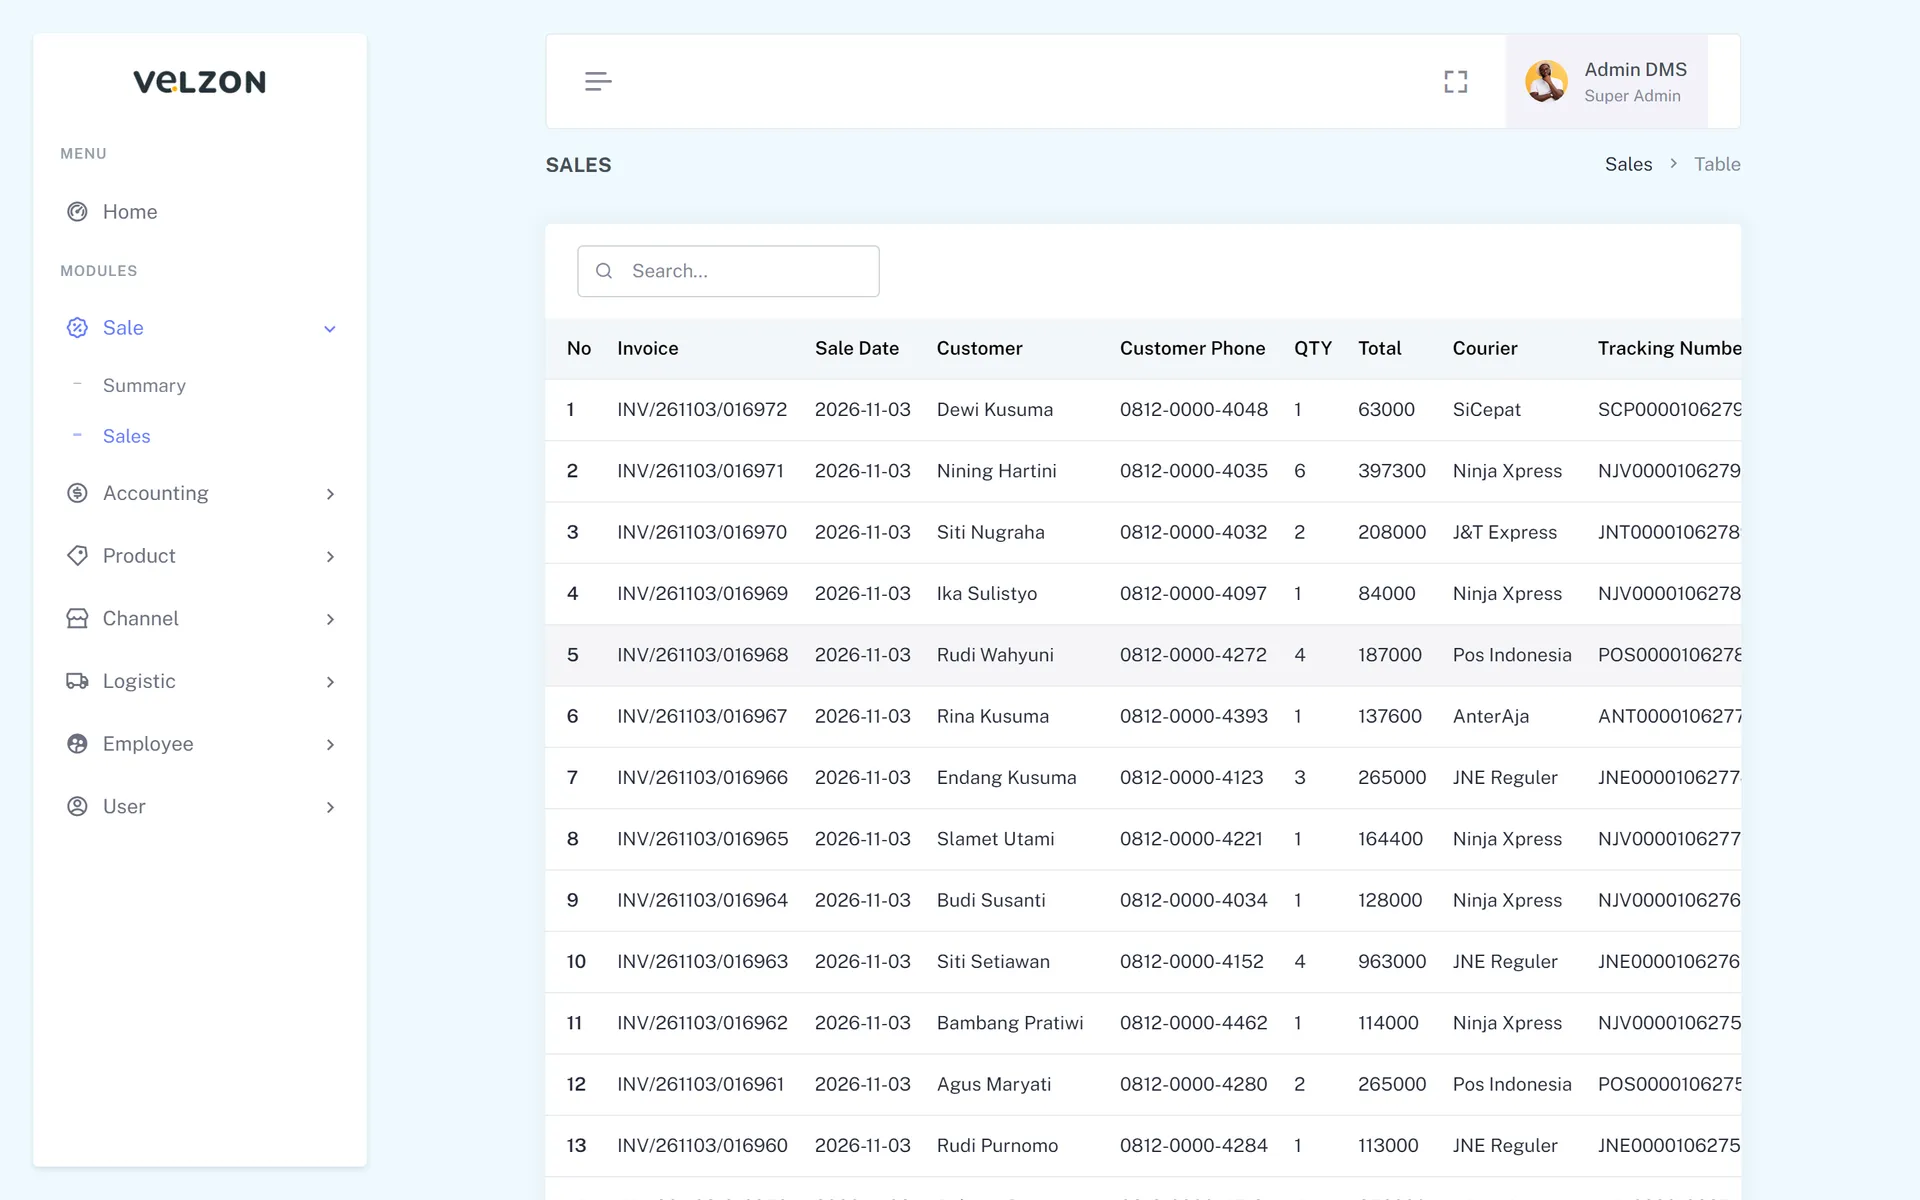 VELZON
MENU
Home
MODULES
Sale
Summary
Sales
Accounting
Product
Channel
Logistic
Employee
User
Admin DMS
Super Admin
SALES
Sales > Table
Search...
No Invoice Sale Date Customer Customer Phone QTY Total Courier Tracking Numbe
1 INV/261103/016972 2026-11-03 Dewi Kusuma 0812-0000-4048 1 63000 SiCepat SCP0000106279
2 INV/261103/016971 2026-11-03 Nining Hartini 0812-0000-4035 6 397300 Ninja Xpress NJV0000106279
3 INV/261103/016970 2026-11-03 Siti Nugraha 0812-0000-4032 2 208000 J&T Express JNT0000106278
4 INV/261103/016969 2026-11-03 Ika Sulistyo 0812-0000-4097 1 84000 Ninja Xpress NJV0000106278
5 INV/261103/016968 2026-11-03 Rudi Wahyuni 0812-0000-4272 4 187000 Pos Indonesia POS0000106278
6 INV/261103/016967 2026-11-03 Rina Kusuma 0812-0000-4393 1 137600 AnterAja ANT0000106277
7 INV/261103/016966 2026-11-03 Endang Kusuma 0812-0000-4123 3 265000 JNE Reguler JNE0000106277
8 INV/261103/016965 2026-11-03 Slamet Utami 0812-0000-4221 1 164400 Ninja Xpress NJV0000106277
9 INV/261103/016964 2026-11-03 Budi Susanti 0812-0000-4034 1 128000 Ninja Xpress NJV0000106276
10 INV/261103/016963 2026-11-03 Siti Setiawan 0812-0000-4152 4 963000 JNE Reguler JNE0000106276
11 INV/261103/016962 2026-11-03 Bambang Pratiwi 0812-0000-4462 1 114000 Ninja Xpress NJV0000106275
12 INV/261103/016961 2026-11-03 Agus Maryati 0812-0000-4280 2 265000 Pos Indonesia POS0000106275
13 INV/261103/016960 2026-11-03 Rudi Purnomo 0812-0000-4284 1 113000 JNE Reguler JNE0000106275